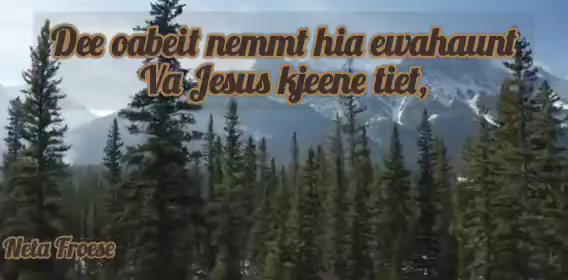 Dee oabeit nemmt hia ewahaunt,
Va Jesus kjeene tiet,
Neta Froese